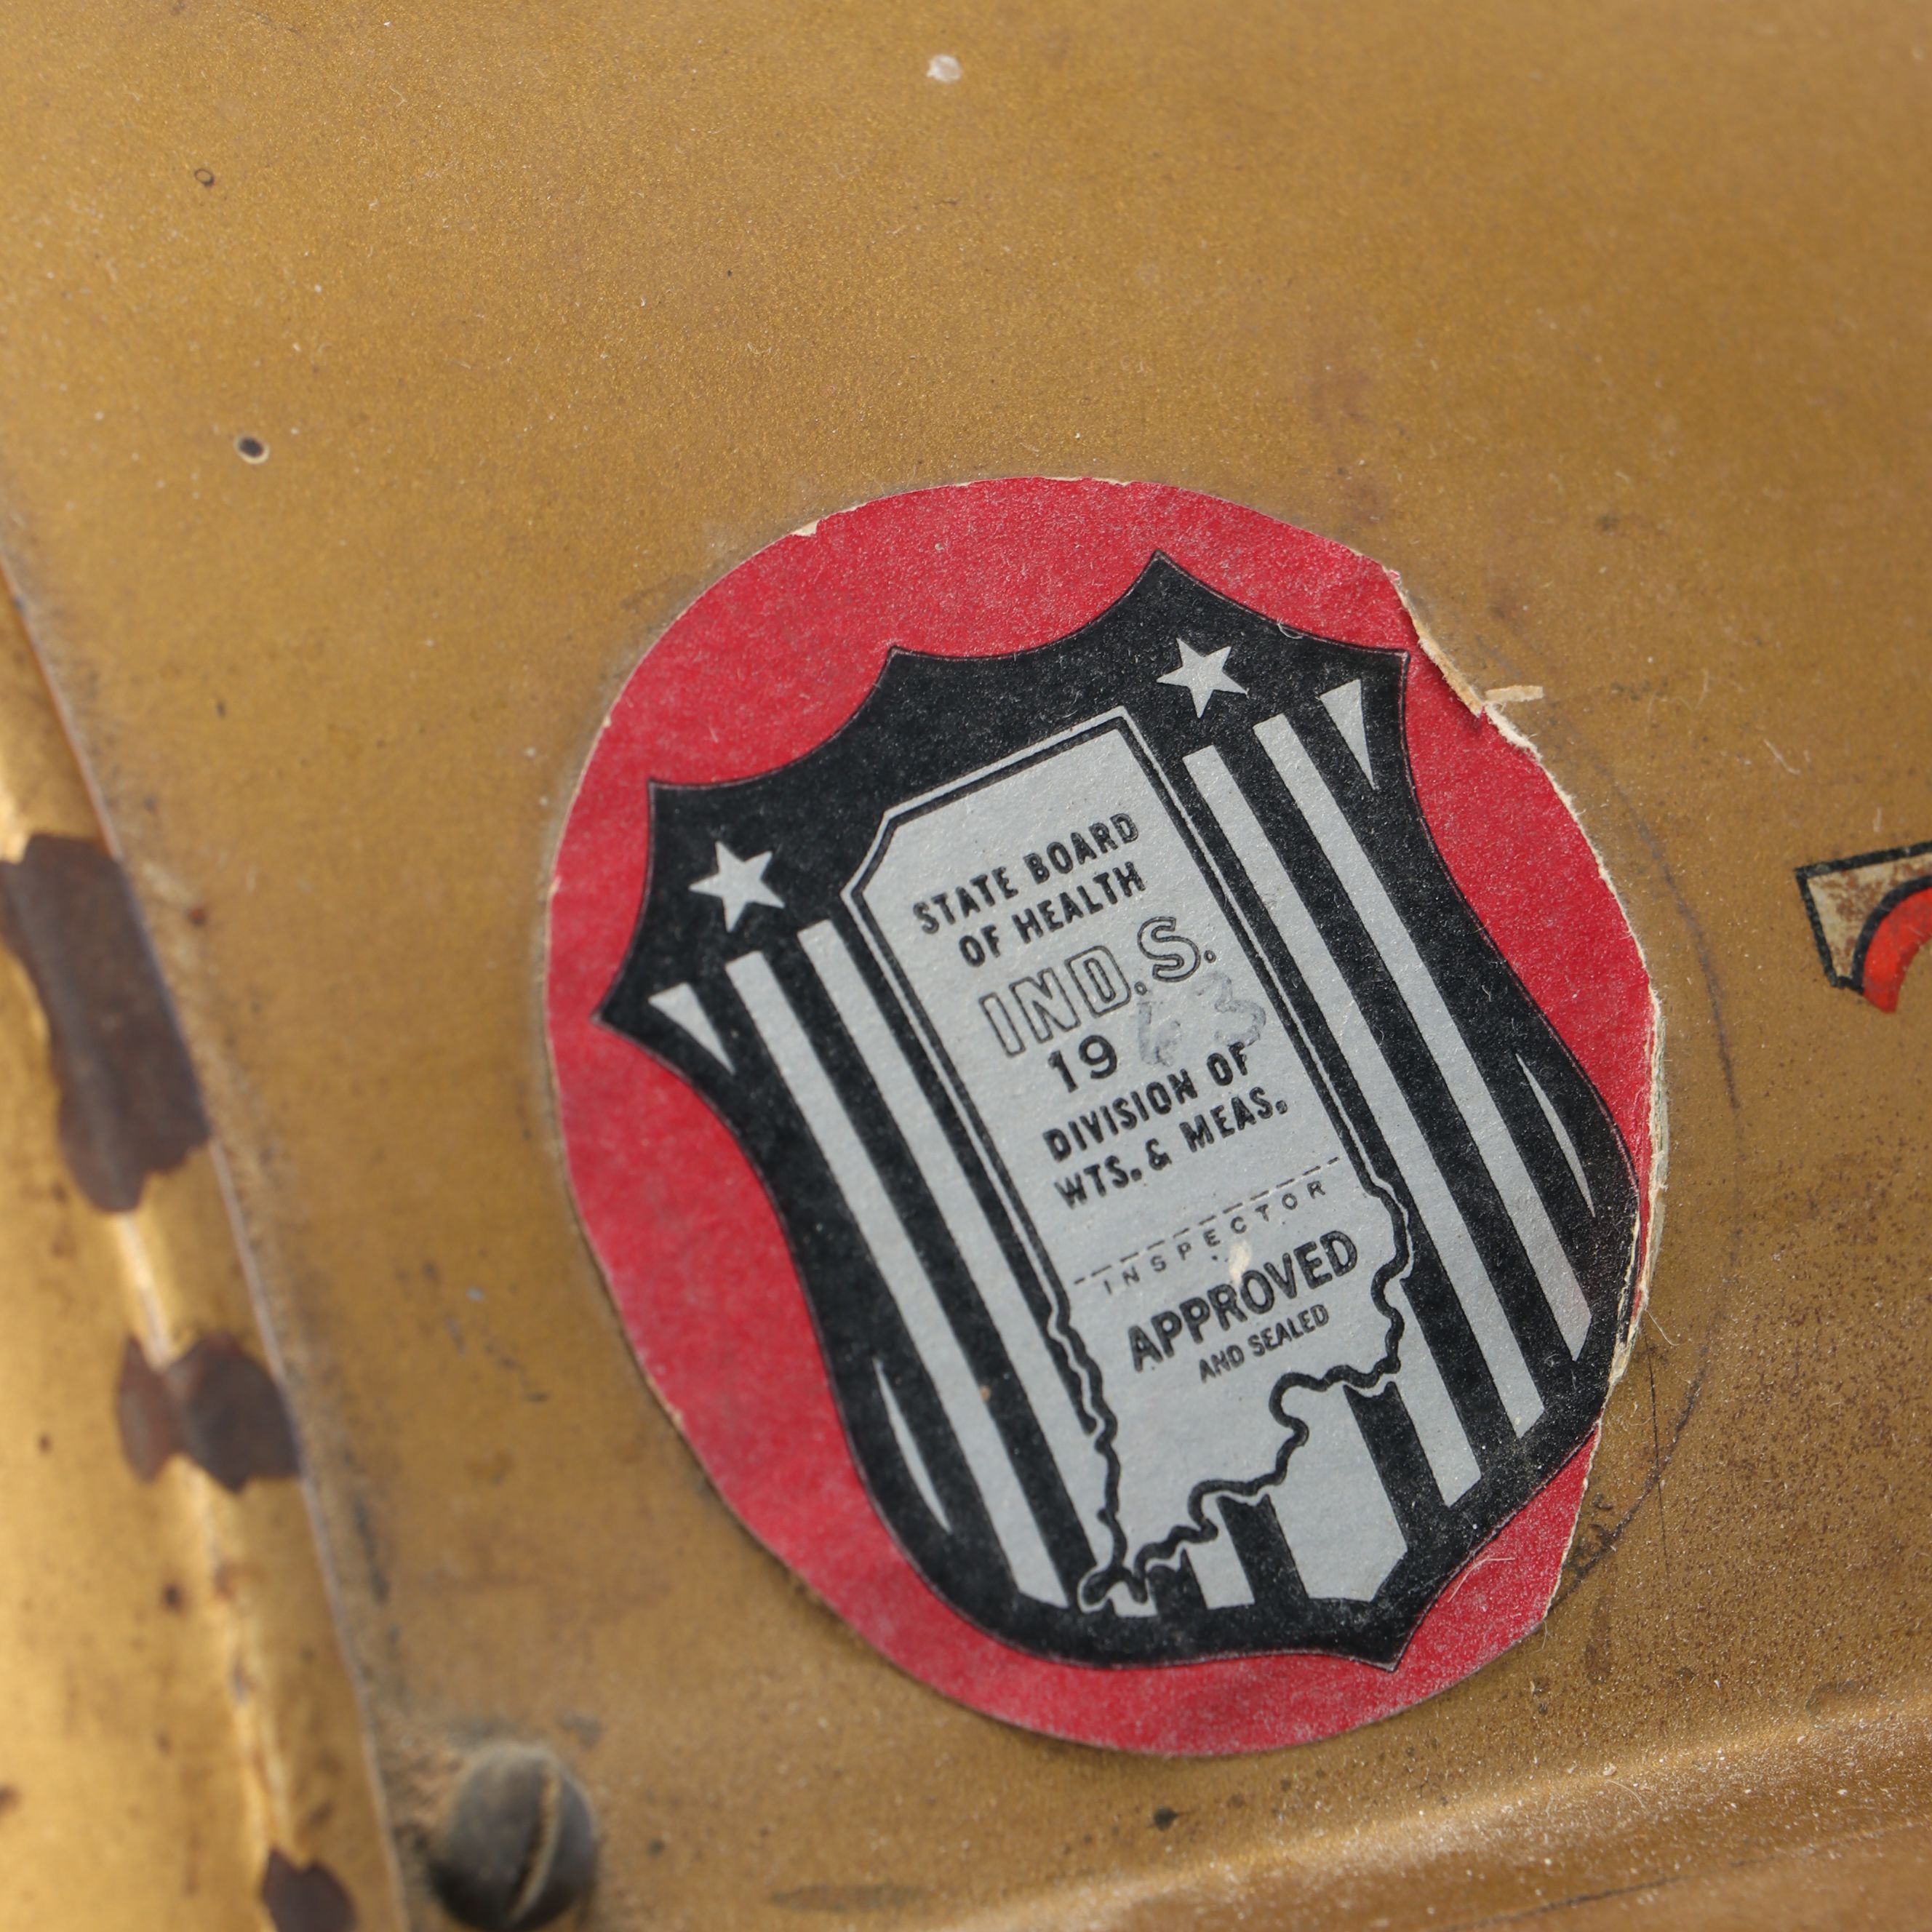 STATE BOARD
OF HEALTH
IND.S.
1963
DIVISION OF
WTS. & MEAS.
INSPECTOR
APPROVED
AND SEALED